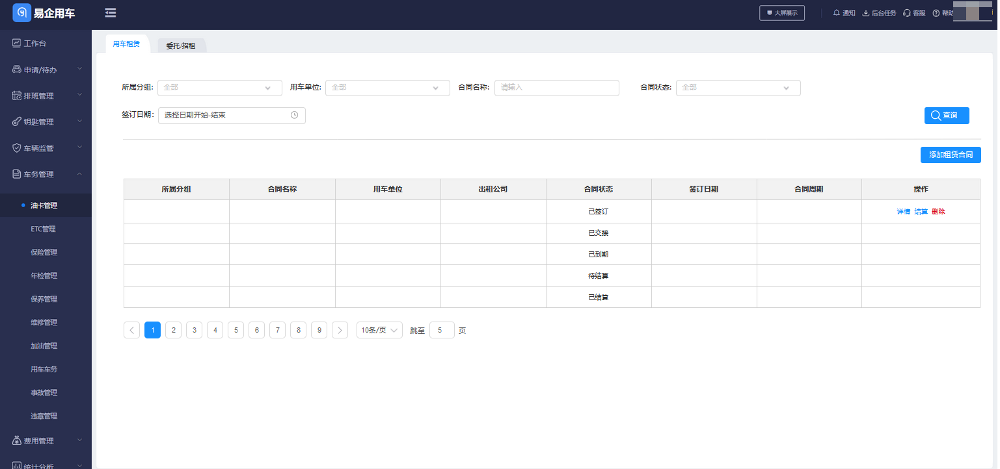 易企用车
大屏展示 通知 后台任务 客服 帮助
工作台
申请/待办
排班管理
钥匙管理
车辆监管
车务管理
油卡管理
ETC管理
保险管理
年检管理
保养管理
维修管理
加油管理
用车车务
事故管理
违章管理
费用管理
统计分析
用车租赁 委托/招租
所属分组: 全部 用车单位: 全部 合同名称: 请输入 合同状态: 全部
签订日期: 选择日期开始-结束 查询
添加租赁合同
所属分组 合同名称 用车单位 出租公司 合同状态 签订日期 合同周期 操作
已签订 详情 结算 删除
已交接
已到期
待结算
已结算
1 2 3 4 5 6 7 8 9 10条/页 跳至 5 页